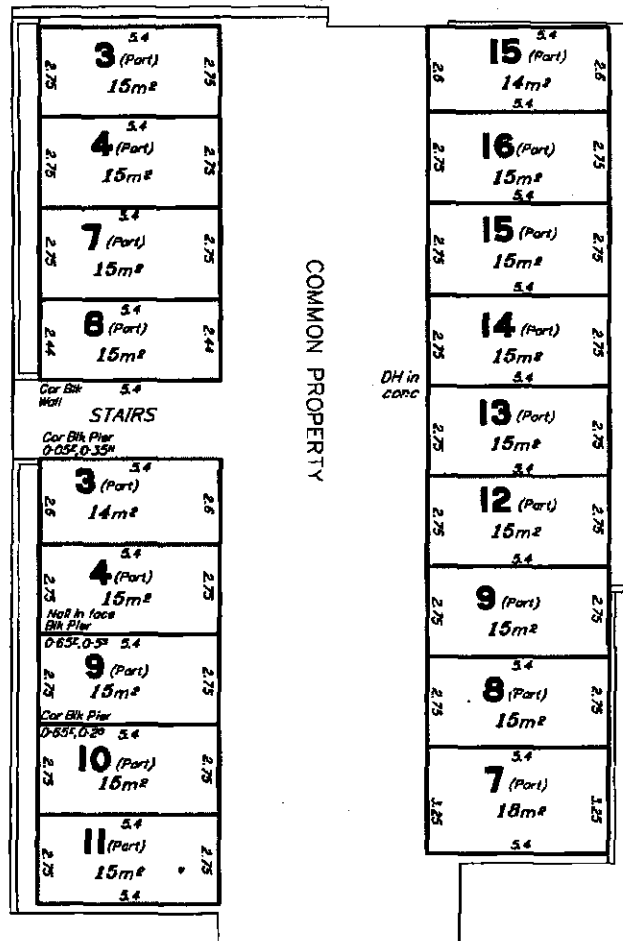 5.4
3 (Part)
2.75
2.75
15m²
5.4
4 (Part)
2.75
2.75
15m²
5.4
7 (Part)
2.75
2.75
15m²
5.4
6 (Part)
2.44
2.44
15m²
Cor Blk
Wall
5.4
STAIRS
Cor Blk Pier
5.4
3 (Part)
2.6
2.6
14m²
5.4
4 (Part)
2.75
2.75
15m²
Nail in face
Blk Pier
5.4
9 (Part)
2.75
2.75
15m²
Cor Blk Pier
5.4
10 (Part)
2.75
2.75
15m²
5.4
11 (Part)
2.75
2.75
15m²
5.4
COMMON PROPERTY
DH in
conc
5.4
15 (Part)
2.6
2.6
14m²
5.4
16 (Part)
2.75
2.75
15m²
5.4
15 (Part)
2.75
2.75
15m²
5.4
14 (Part)
2.75
2.75
15m²
5.4
13 (Part)
2.75
2.75
15m²
5.4
12 (Part)
2.75
2.75
15m²
5.4
9 (Part)
2.75
2.75
15m²
5.4
8 (Part)
2.75
2.75
15m²
5.4
7 (Part)
3.25
3.25
18m²
5.4